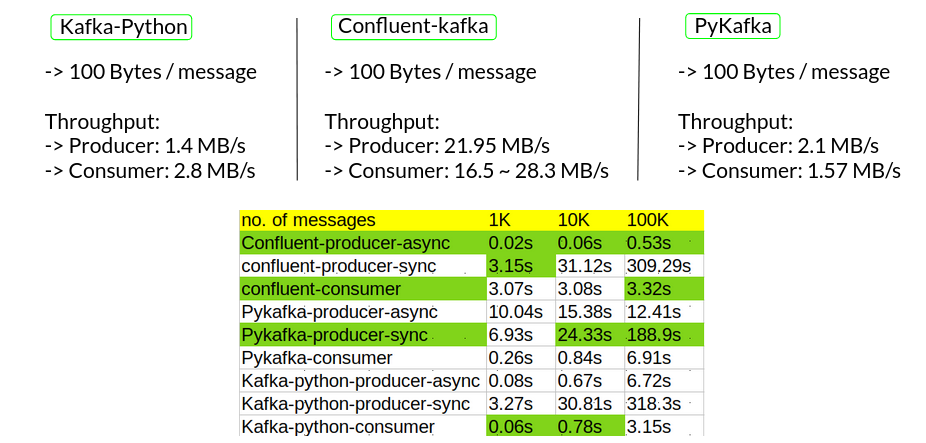 Kafka-Python
-> 100 Bytes / message
Throughput:
-> Producer: 1.4 MB/s
-> Consumer: 2.8 MB/s
Confluent-kafka
-> 100 Bytes / message
Throughput:
-> Producer: 21.95 MB/s
-> Consumer: 16.5 ~ 28.3 MB/s
PyKafka
-> 100 Bytes / message
Throughput:
-> Producer: 2.1 MB/s
-> Consumer: 1.57 MB/s
no. of messages 1K 10K 100K
Confluent-producer-async 0.02s 0.06s 0.53s
confluent-producer-sync 3.15s 31.12s 309.29s
confluent-consumer 3.07s 3.08s 3.32s
Pykafka-producer-async 10.04s 15.38s 12.41s
Pykafka-producer-sync 6.93s 24.33s 188.9s
Pykafka-consumer 0.26s 0.84s 6.91s
Kafka-python-producer-async 0.08s 0.67s 6.72s
Kafka-python-producer-sync 3.27s 30.81s 318.3s
Kafka-python-consumer 0.06s 0.78s 3.15s